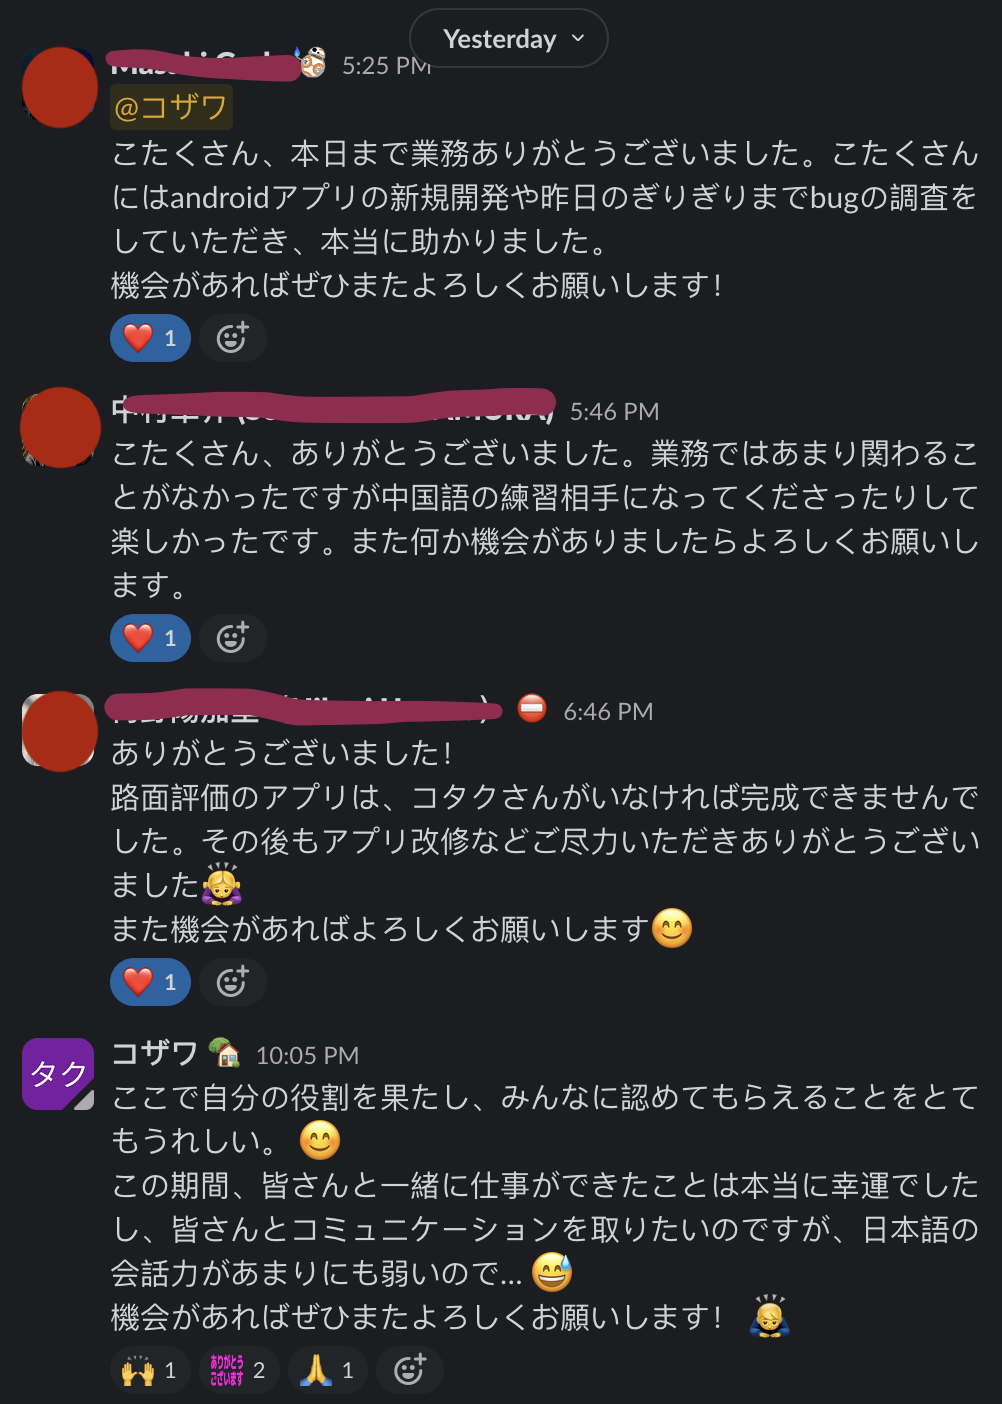 Yesterday
5:25 PM
@コザワ
こたくさん、本日まで業務ありがとうございました。こたくさん
にはandroidアプリの新規開発や昨日のぎりぎりまでbugの調査を
していただき、本当に助かりました。
機会があればぜひまたよろしくお願いします！
1
5:46 PM
こたくさん、ありがとうございました。業務ではあまり関わるこ
とがなかったですが中国語の練習相手になってくださったりして
楽しかったです。また何か機会がありましたらよろしくお願いし
ます。
1
6:46 PM
ありがとうございました！
路面評価のアプリは、コタクさんがいなければ完成できませんで
した。その後もアプリ改修などご尽力いただきありがとうござい
ました
また機会があればよろしくお願いします
1
タク
コザワ 10:05 PM
ここで自分の役割を果たし、みんなに認めてもらえることをとて
もうれしい。
この期間、皆さんと一緒に仕事ができたことは本当に幸運でした
し、皆さんとコミュニケーションを取りたいのですが、日本語の
会話力があまりにも弱いので...
機会があればぜひまたよろしくお願いします！
1 ありがとうございます 2 1